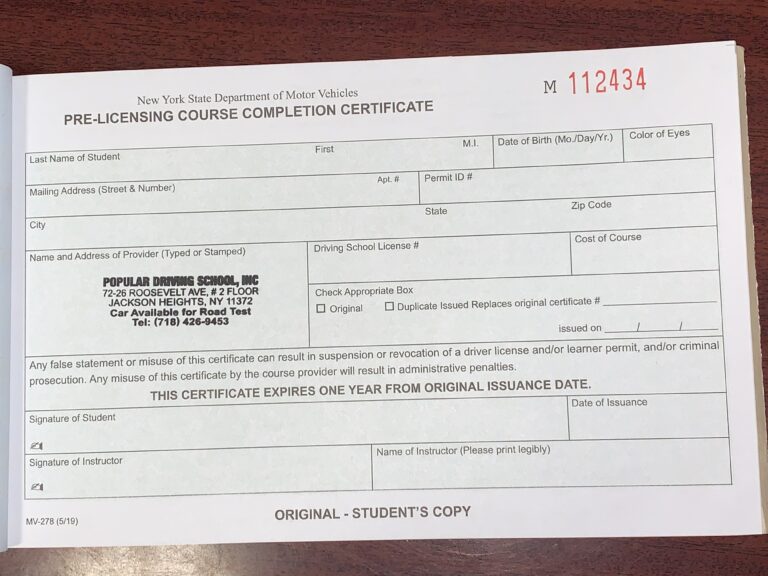 New York State Department of Motor Vehicles
PRE-LICENSING COURSE COMPLETION CERTIFICATE
M 112434
Last Name of Student First M.I. Date of Birth (Mo./Day/Yr.) Color of Eyes
Mailing Address (Street & Number) Apt. # Permit ID #
City State Zip Code
Name and Address of Provider (Typed or Stamped)
POPULAR DRIVING SCHOOL, INC
72-26 ROOSEVELT AVE, # 2 FLOOR
JACKSON HEIGHTS, NY 11372
Car Available for Road Test
Tel: (718) 426-9453
Driving School License # Cost of Course
Check Appropriate Box
Original Duplicate Issued Replaces original certificate #
issued on / /
Any false statement or misuse of this certificate can result in suspension or revocation of a driver license and/or learner permit, and/or criminal
prosecution. Any misuse of this certificate by the course provider will result in administrative penalties.
THIS CERTIFICATE EXPIRES ONE YEAR FROM ORIGINAL ISSUANCE DATE.
Signature of Student Date of Issuance
Signature of Instructor Name of Instructor (Please print legibly)
MV-278 (5/19)
ORIGINAL - STUDENT'S COPY